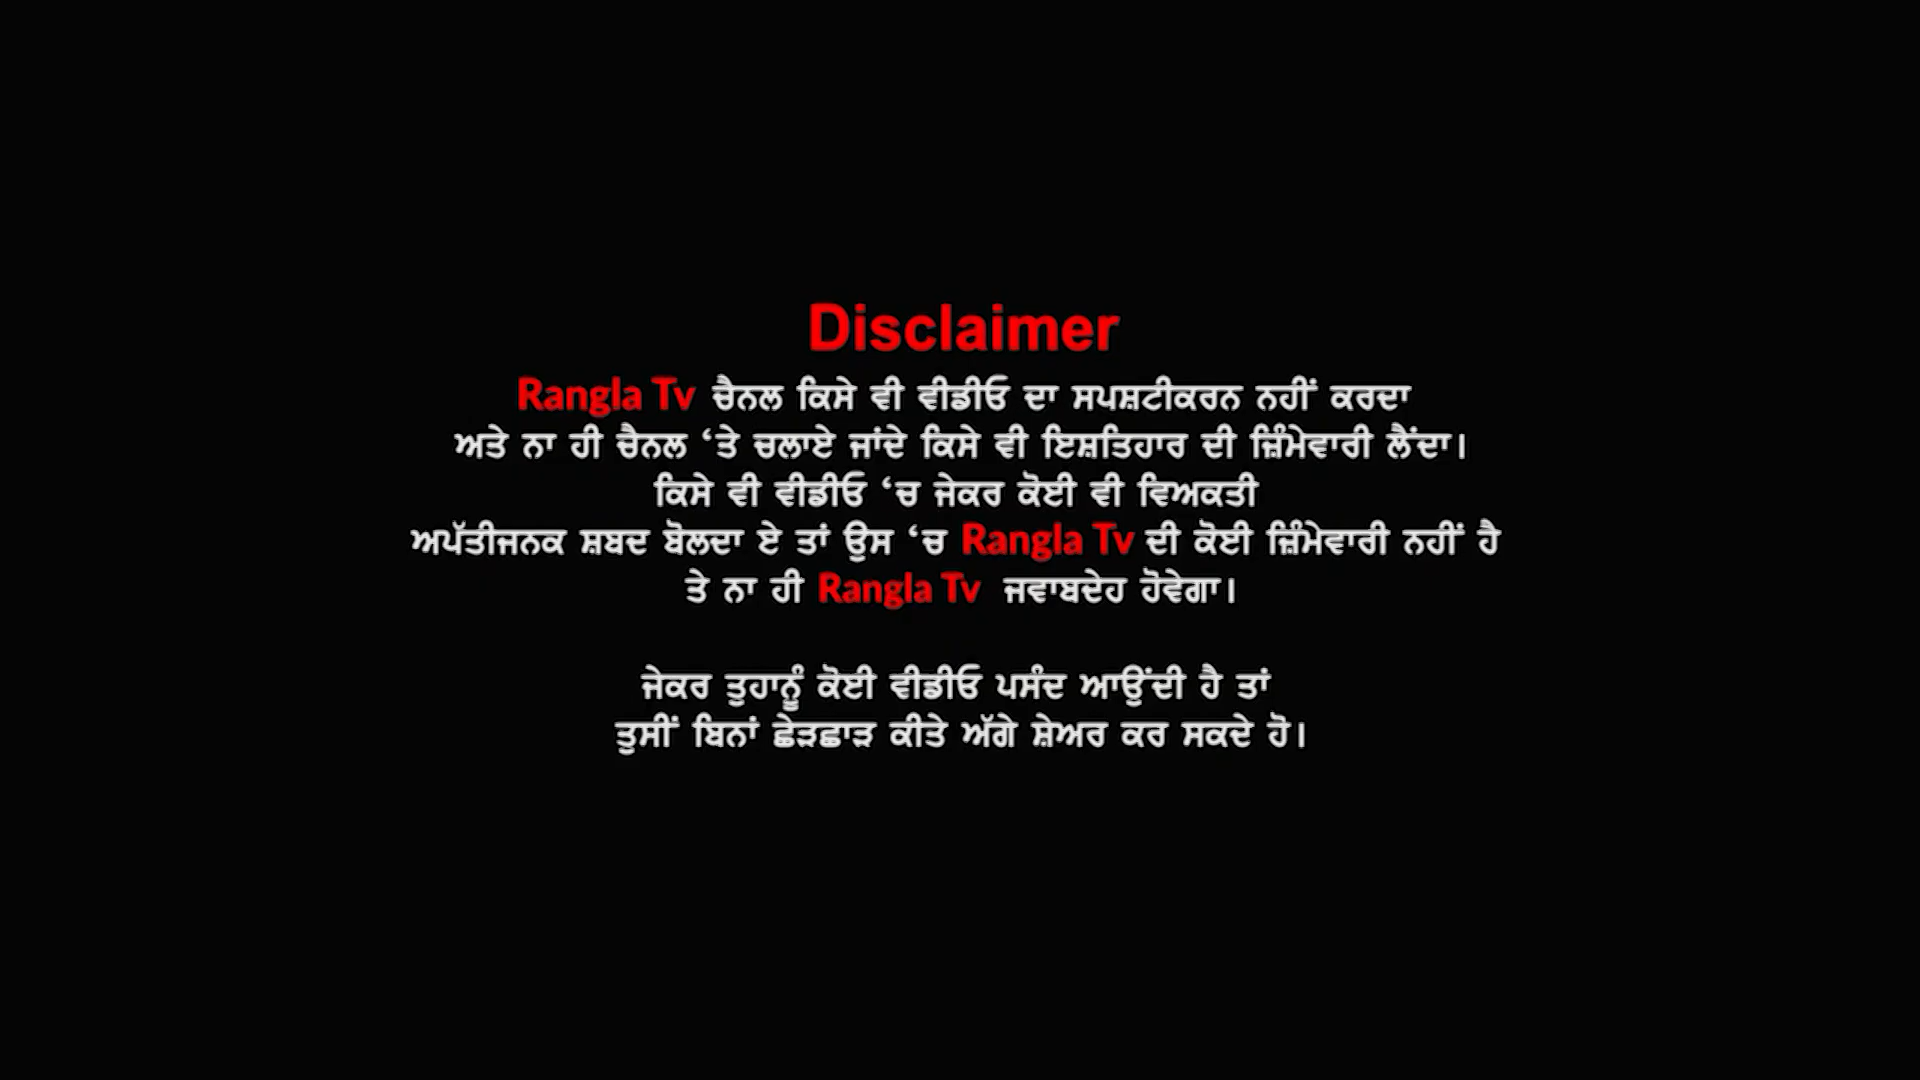 Disclaimer
Rangla Tv ਚੈਨਲ ਕਿਸੇ ਵੀ ਵੀਡੀਓ ਦਾ ਸਪਸ਼ਟੀਕਰਨ ਨਹੀਂ ਕਰਦਾ
ਅਤੇ ਨਾ ਹੀ ਚੈਨਲ ‘ਤੇ ਚਲਾਏ ਜਾਂਦੇ ਕਿਸੇ ਵੀ ਇਸ਼ਤਿਹਾਰ ਦੀ ਜ਼ਿੰਮੇਵਾਰੀ ਲੈਂਦਾ।
ਕਿਸੇ ਵੀ ਵੀਡੀਓ ‘ਚ ਜੇਕਰ ਕੋਈ ਵੀ ਵਿਅਕਤੀ
ਅਪੱਤੀਜਨਕ ਸ਼ਬਦ ਬੋਲਦਾ ਏ ਤਾਂ ਉਸ ‘ਚ Rangla Tv ਦੀ ਕੋਈ ਜ਼ਿੰਮੇਵਾਰੀ ਨਹੀਂ ਹੈ
ਤੇ ਨਾ ਹੀ Rangla Tv ਜਵਾਬਦੇਹ ਹੋਵੇਗਾ।
ਜੇਕਰ ਤੁਹਾਨੂੰ ਕੋਈ ਵੀਡੀਓ ਪਸੰਦ ਆਉਂਦੀ ਹੈ ਤਾਂ
ਤੁਸੀਂ ਬਿਨਾਂ ਛੇੜਛਾੜ ਕੀਤੇ ਅੱਗੇ ਸ਼ੇਅਰ ਕਰ ਸਕਦੇ ਹੋ।